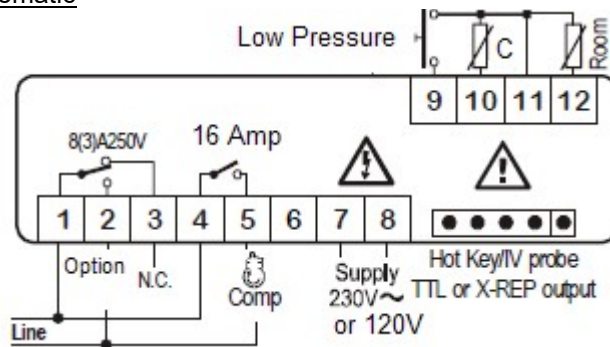 Low Pressure
C
Room
9 10 11 12
8(3)A250V
16 Amp
1 2 3 4 5 6 7 8
Option
N.C.
Comp
Supply
230V~
or 120V
Hot Key/IV probe
TTL or X-REP output
Line